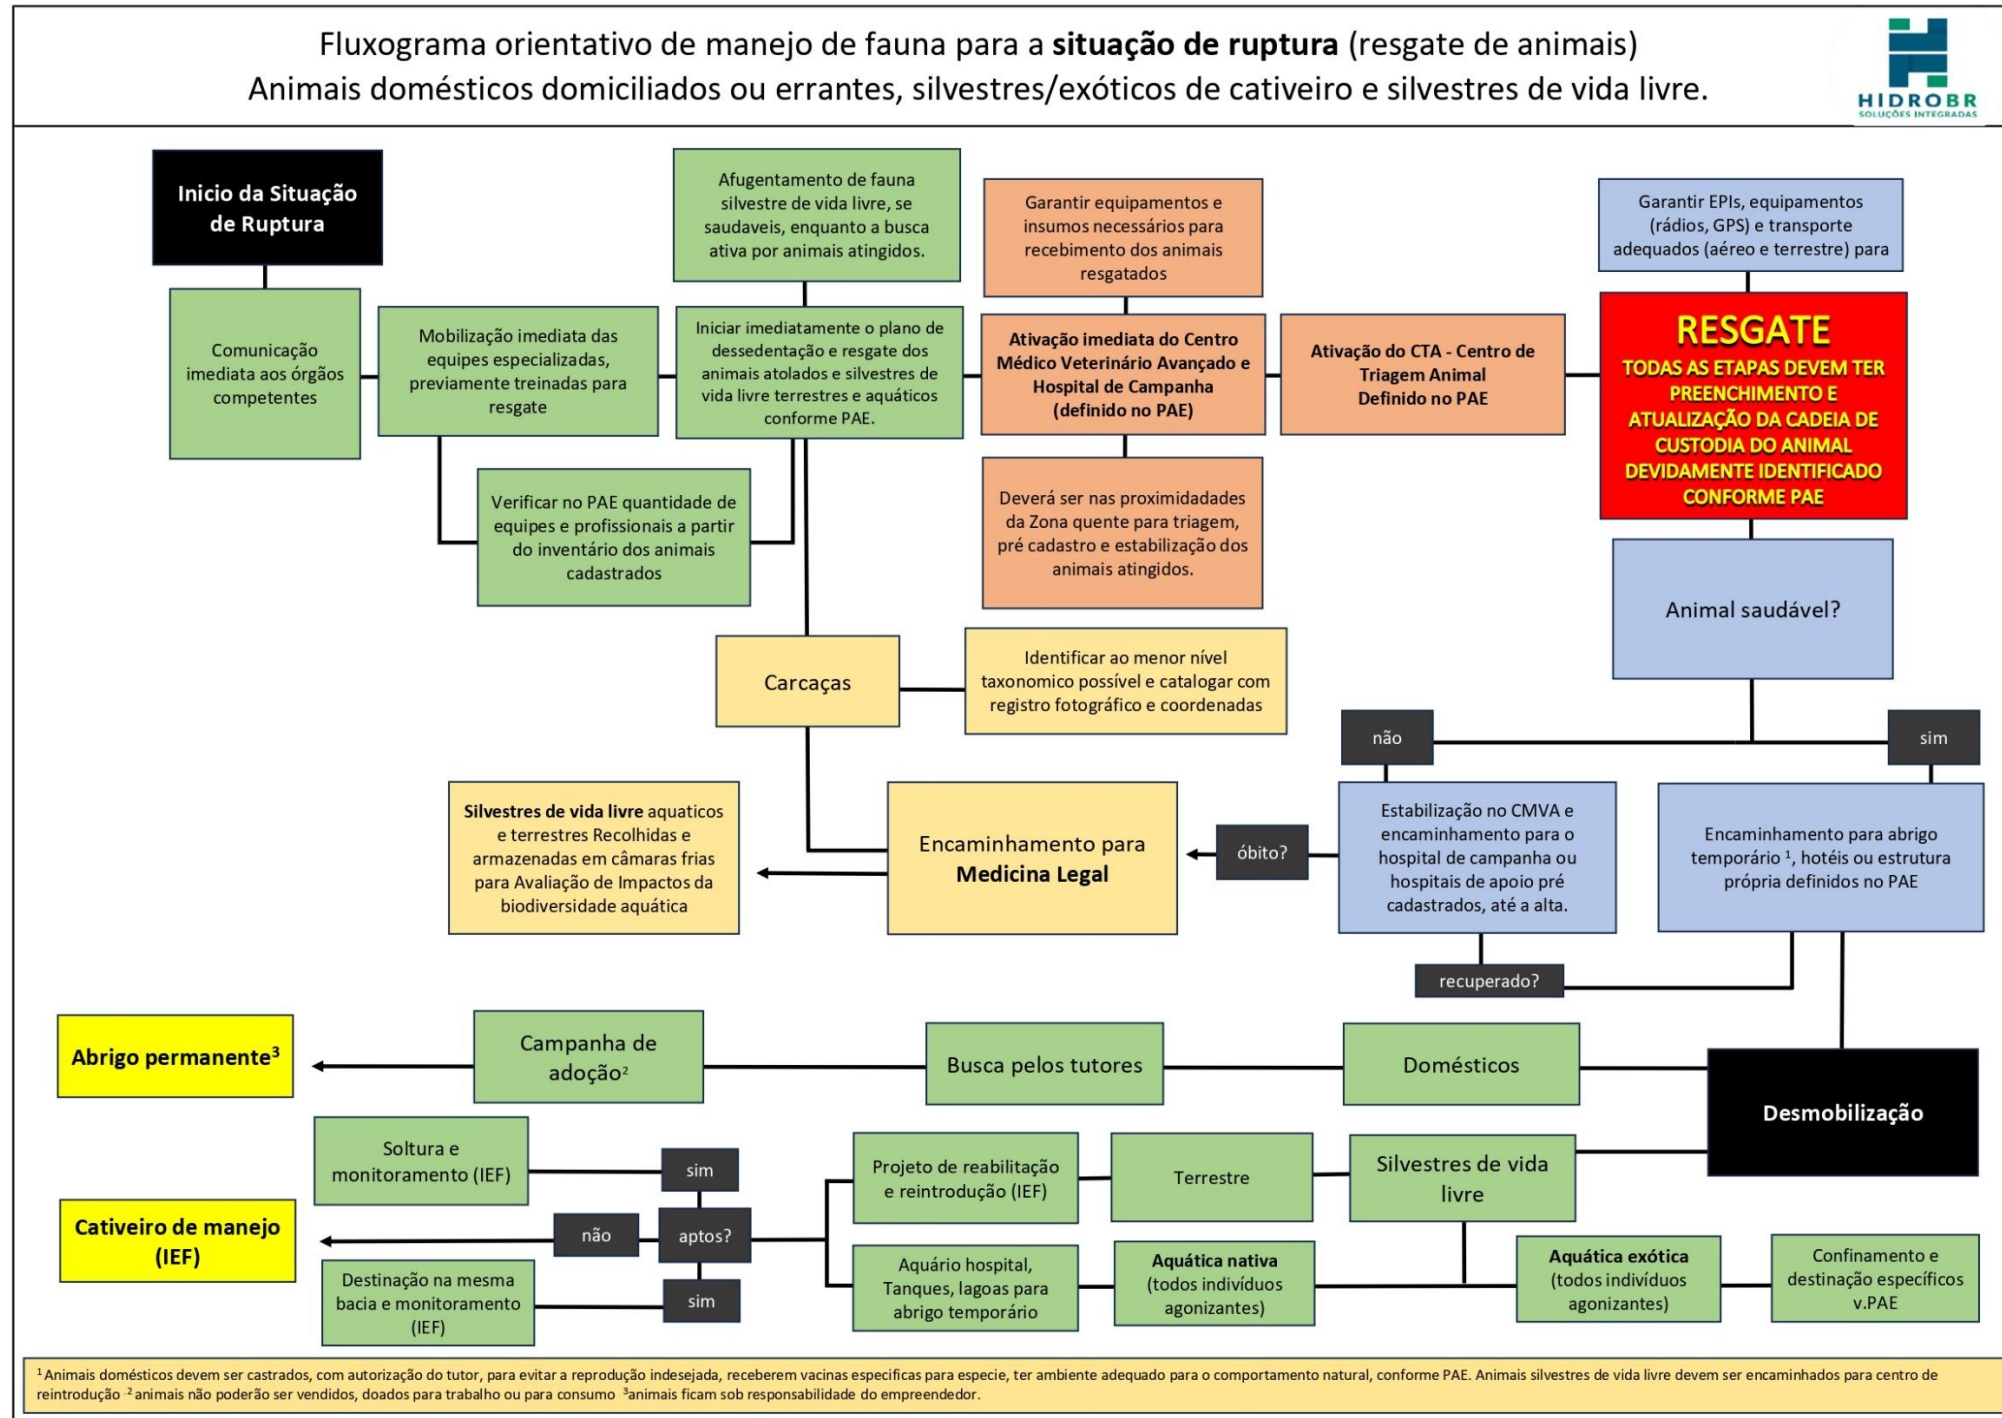 Fluxograma orientativo de manejo de fauna para a situação de ruptura (resgate de animais)
Animais domésticos domiciliados ou errantes, silvestres/exóticos de cativeiro e silvestres de vida livre.
HIDROBR
SOLUÇÕES INTEGRADAS
Inicio da Situação
de Ruptura
Afugentamento de fauna
silvestre de vida livre, se
saudaveis, enquanto a busca
ativa por animais atingidos.
Garantir equipamentos e
insumos necessários para
recebimento dos animais
resgatados
Garantir EPIs, equipamentos
(rádios, GPS) e transporte
adequados (aéreo e terrestre) para
Comunicação
imediata aos órgãos
competentes
Mobilização imediata das
equipes especializadas,
previamente treinadas para
resgate
Iniciar imediatamente o plano de
dessedentação e resgate dos
animais atolados e silvestres de
vida livre terrestres e aquáticos
conforme PAE.
Ativação imediata do Centro
Médico Veterinário Avançado e
Hospital de Campanha
(definido no PAE)
Ativação do CTA - Centro de
Triagem Animal
Definido no PAE
RESGATE
TODAS AS ETAPAS DEVEM TER
PREENCHIMENTO E
ATUALIZAÇÃO DA CADEIA DE
CUSTODIA DO ANIMAL
DEVIDAMENTE IDENTIFICADO
CONFORME PAE
Verificar no PAE quantidade de
equipes e profissionais a partir
do inventário dos animais
cadastrados
Deverá ser nas proximidadades
da Zona quente para triagem,
pré cadastro e estabilização dos
animais atingidos.
Animal saudável?
Carcaças
Identificar ao menor nível
taxonomico possível e catalogar com
registro fotográfico e coordenadas
não
sim
Silvestres de vida livre aquaticos
e terrestres Recolhidas e
armazenadas em câmaras frias
para Avaliação de Impactos da
biodiversidade aquática
Encaminhamento para
Medicina Legal
óbito?
Estabilização no CMVA e
encaminhamento para o
hospital de campanha ou
hospitais de apoio pré
cadastrados, até a alta.
Encaminhamento para abrigo
temporário ¹, hotéis ou estrutura
própria definidos no PAE
recuperado?
Abrigo permanente³
Campanha de
adoção²
Busca pelos tutores
Domésticos
Desmobilização
Soltura e
monitoramento (IEF)
sim
Projeto de reabilitação
e reintrodução (IEF)
Terrestre
Silvestres de vida
livre
Cativeiro de manejo
(IEF)
não
aptos?
Destinação na mesma
bacia e monitoramento
(IEF)
sim
Aquário hospital,
Tanques, lagoas para
abrigo temporário
Aquática nativa
(todos indivíduos
agonizantes)
Aquática exótica
(todos indivíduos
agonizantes)
Confinamento e
destinação específicos
v.PAE
¹ Animais domésticos devem ser castrados, com autorização do tutor, para evitar a reprodução indesejada, receberem vacinas especificas para especie, ter ambiente adequado para o comportamento natural, conforme PAE. Animais silvestres de vida livre devem ser encaminhados para centro de
reintrodução .² animais não poderão ser vendidos, doados para trabalho ou para consumo ³animais ficam sob responsabilidade do empreendedor.